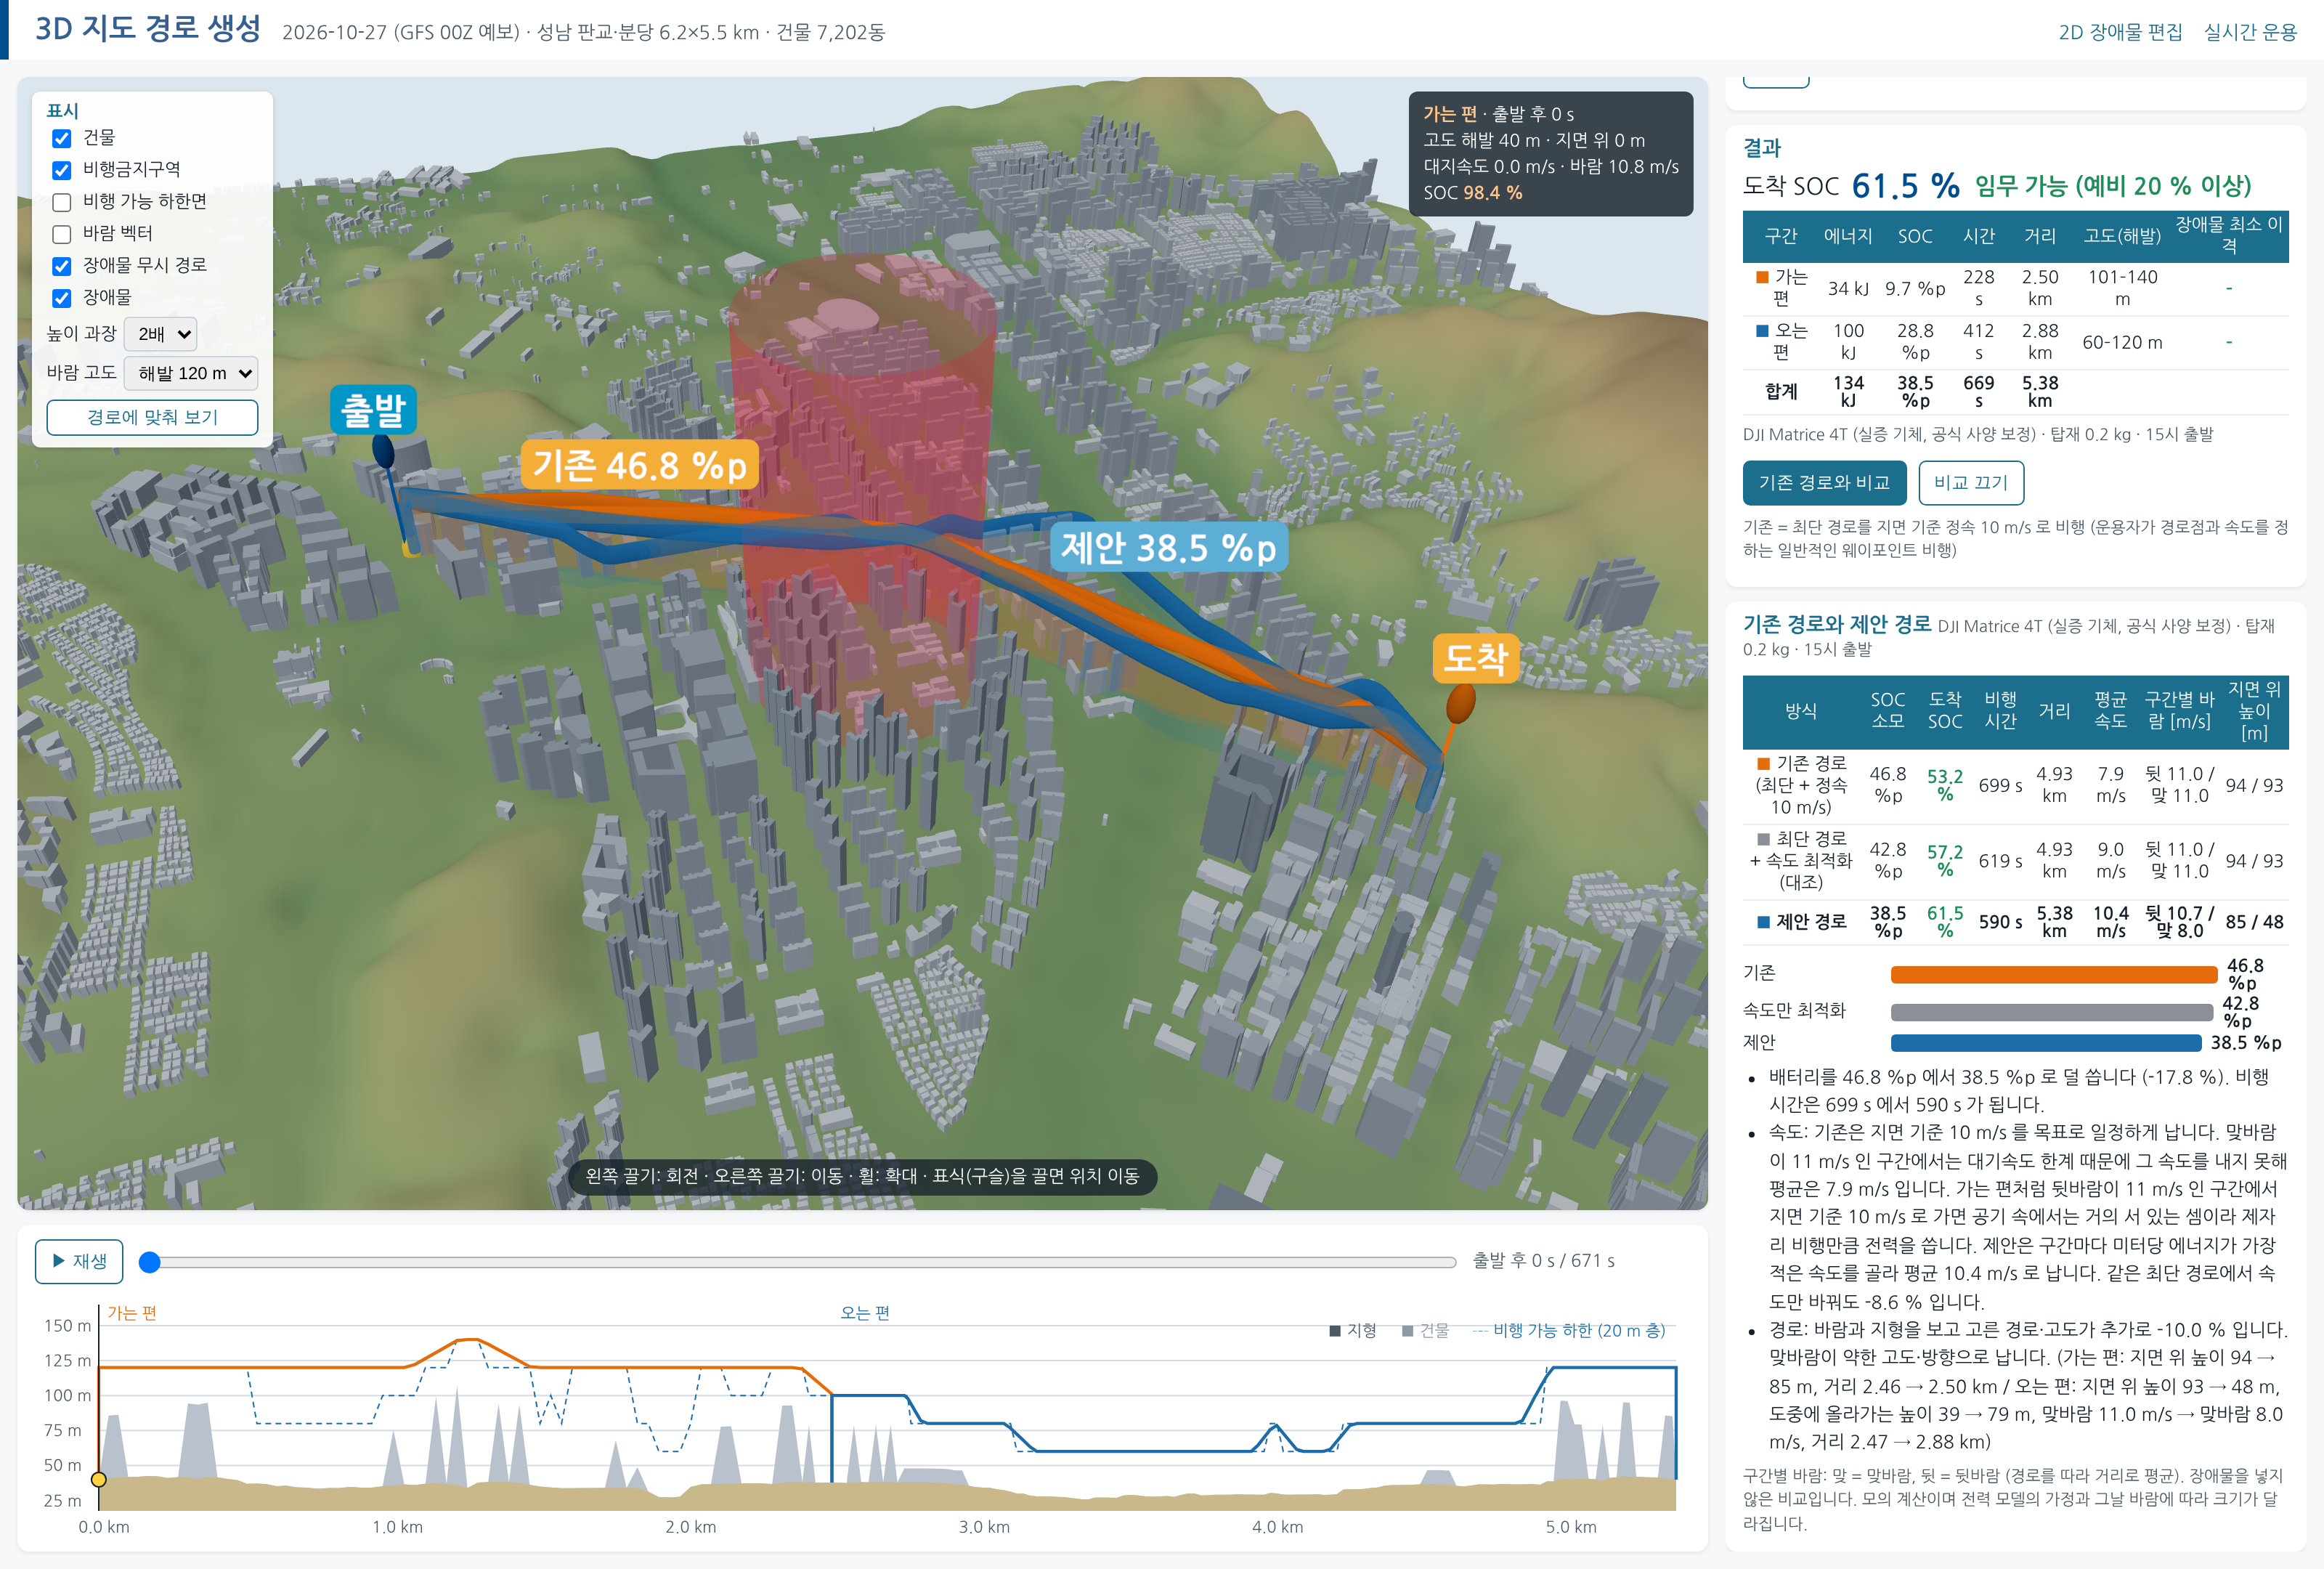 3D 지도 경로 생성 2026-10-27 (GFS 00Z 예보) · 성남 판교·분당 6.2×5.5 km · 건물 7,202동
2D 장애물 편집 실시간 운용
표시
건물
비행금지구역
비행 가능 하한면
바람 벡터
장애물 무시 경로
장애물
높이 과장 2배
바람 고도 해발 120 m
경로에 맞춰 보기
가는 편 · 출발 후 0 s
고도 해발 40 m · 지면 위 0 m
대지속도 0.0 m/s · 바람 10.8 m/s
SOC 98.4 %
출발
기존 46.8 %p
제안 38.5 %p
도착
왼쪽 끌기: 회전 · 오른쪽 끌기: 이동 · 휠: 확대 · 표식(구슬)을 끌면 위치 이동
▶ 재생
출발 후 0 s / 671 s
가는 편
오는 편
지형 건물 비행 가능 하한 (20 m 층)
150 m
125 m
100 m
75 m
50 m
25 m
0.0 km 1.0 km 2.0 km 3.0 km 4.0 km 5.0 km
결과
도착 SOC 61.5 % 임무 가능 (예비 20 % 이상)
구간 에너지 SOC 시간 거리 고도(해발) 장애물 최소 이
격
가는 편 34 kJ 9.7 %p 228 s 2.50 km 101-140 m -
오는 편 100 kJ 28.8 %p 412 s 2.88 km 60-120 m -
합계 134 kJ 38.5 %p 669 s 5.38 km
DJI Matrice 4T (실증 기체, 공식 사양 보정) · 탑재 0.2 kg · 15시 출발
기존 경로와 비교 비교 끄기
기존 = 최단 경로를 지면 기준 정속 10 m/s 로 비행 (운용자가 경로점과 속도를 정
하는 일반적인 웨이포인트 비행)
기존 경로와 제안 경로 DJI Matrice 4T (실증 기체, 공식 사양 보정) · 탑재
0.2 kg · 15시 출발
방식 SOC 소모 도착 SOC 비행 시간 거리 평균 속도 구간별 바람 [m/s] 지면 위 높이 [m]
기존 경로 (최단 + 정속 10 m/s) 46.8 %p 53.2 % 699 s 4.93 km 7.9 m/s 뒷 11.0 / 맞 11.0 94 / 93
최단 경로 + 속도 최적화 (대조) 42.8 %p 57.2 % 619 s 4.93 km 9.0 m/s 뒷 11.0 / 맞 11.0 94 / 93
제안 경로 38.5 %p 61.5 % 590 s 5.38 km 10.4 m/s 뒷 10.7 / 맞 8.0 85 / 48
기존 46.8 %p
속도만 최적화 42.8 %p
제안 38.5 %p
• 배터리를 46.8 %p 에서 38.5 %p 로 덜 씁니다 (-17.8 %). 비행
시간은 699 s 에서 590 s 가 됩니다.
• 속도: 기존은 지면 기준 10 m/s 를 목표로 일정하게 납니다. 맞바람
이 11 m/s 인 구간에서는 대기속도 한계 때문에 그 속도를 내지 못해
평균은 7.9 m/s 입니다. 가는 편처럼 뒷바람이 11 m/s 인 구간에서
지면 기준 10 m/s 로 가면 공기 속에서는 거의 서 있는 셈이라 제자
리 비행만큼 전력을 씁니다. 제안은 구간마다 미터당 에너지가 가장
적은 속도를 골라 평균 10.4 m/s 로 납니다. 같은 최단 경로에서 속
도만 바꿔도 -8.6 % 입니다.
• 경로: 바람과 지형을 보고 고른 경로·고도가 추가로 -10.0 % 입니다.
맞바람이 약한 고도·방향으로 납니다. (가는 편: 지면 위 높이 94 →
85 m, 거리 2.46 → 2.50 km / 오는 편: 지면 위 높이 93 → 48 m,
도중에 올라가는 높이 39 → 79 m, 맞바람 11.0 m/s → 맞바람 8.0
m/s, 거리 2.47 → 2.88 km)
구간별 바람: 맞 = 맞바람, 뒷 = 뒷바람 (경로를 따라 거리로 평균). 장애물을 넣지
않은 비교입니다. 모의 계산이며 전력 모델의 가정과 그날 바람에 따라 크기가 달
라집니다.